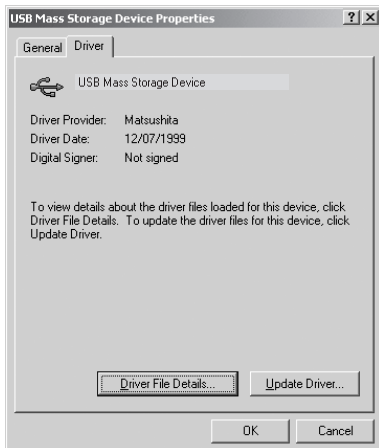 USB Mass Storage Device Properties ? X
General Driver
USB Mass Storage Device
Driver Provider: Matsushita
Driver Date: 12/07/1999
Digital Signer: Not signed
To view details about the driver files loaded for this device, click
Driver File Details. To update the driver files for this device, click
Update Driver.
Driver File Details... Update Driver...
OK Cancel